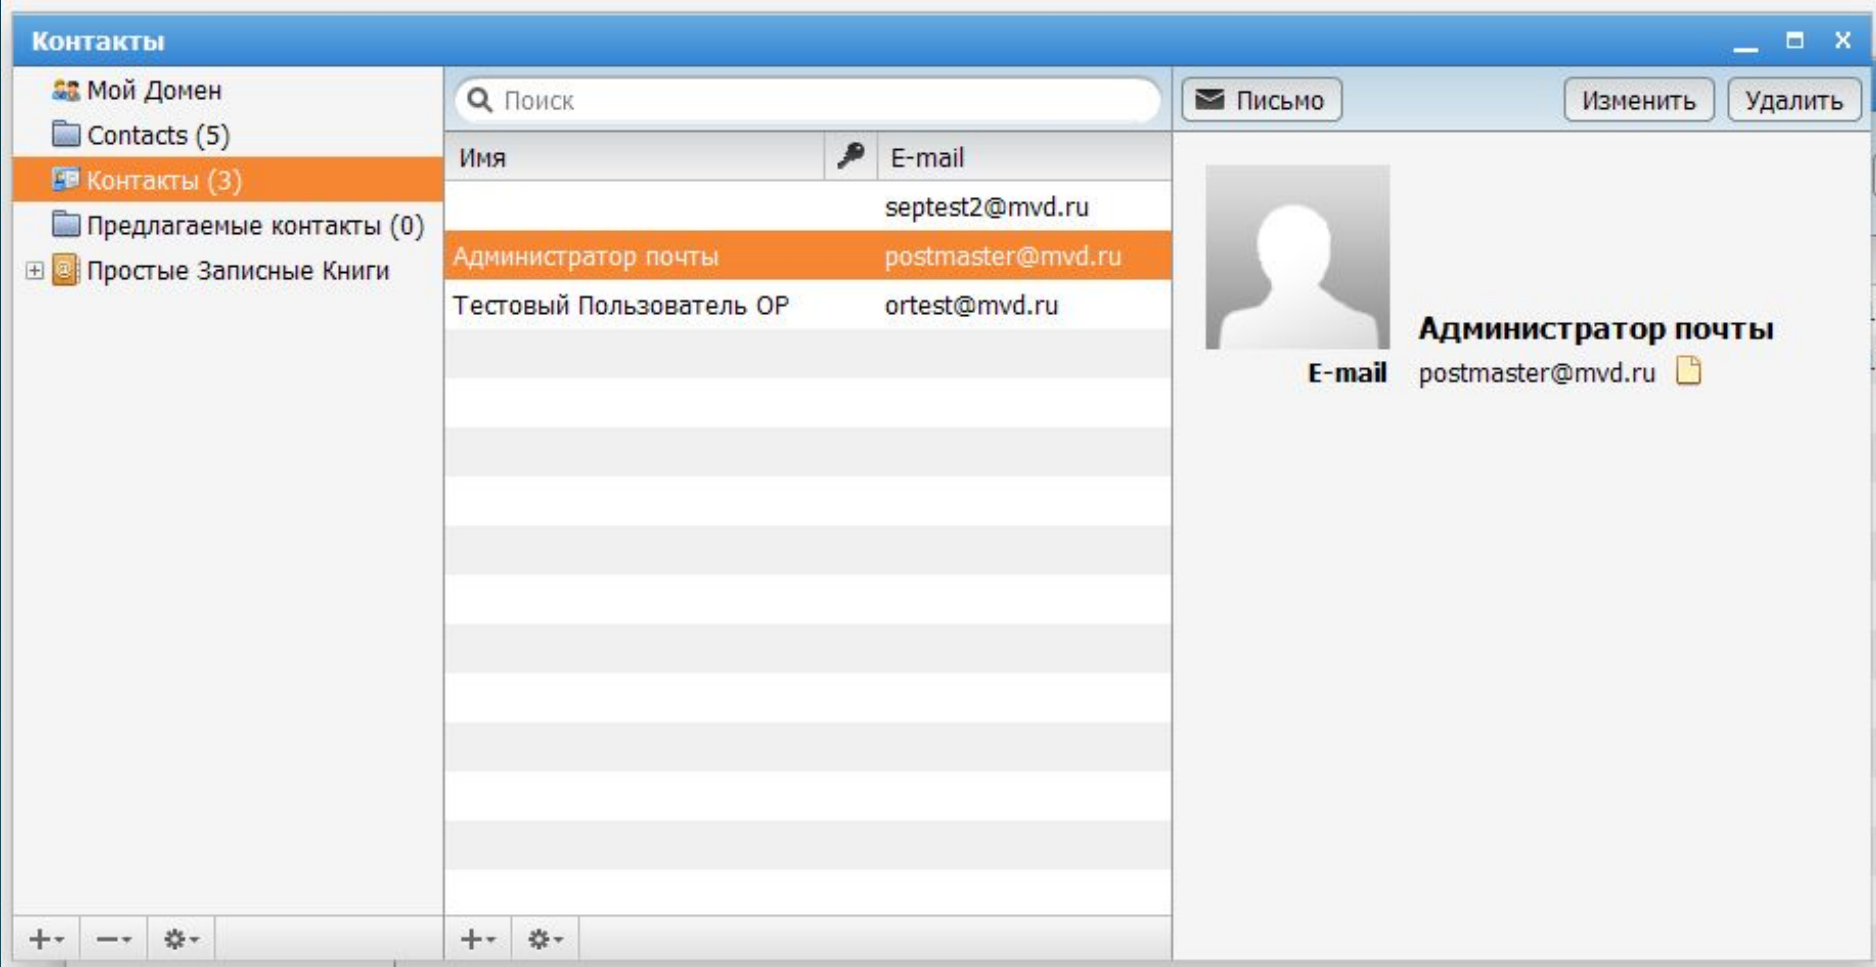 Контакты
Мой Домен
Contacts (5)
Контакты (3)
Предлагаемые контакты (0)
Простые Записные Книги
Поиск
Имя E-mail
septest2@mvd.ru
Администратор почты postmaster@mvd.ru
Тестовый Пользователь ОР ortest@mvd.ru
Письмо Изменить Удалить
Администратор почты
E-mail postmaster@mvd.ru